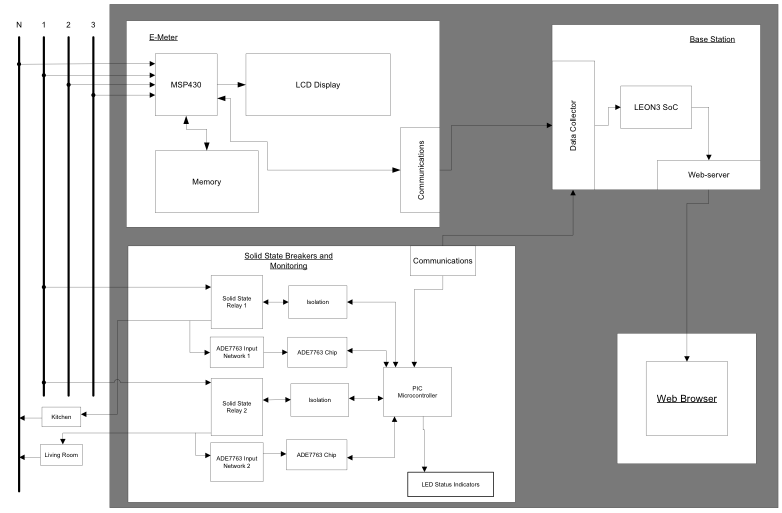 N 1 2 3
E-Meter
MSP430
LCD Display
Memory
Communications
Base Station
Data Collector
LEON3 SoC
Web-server
Solid State Breakers and
Monitoring
Communications
Solid State
Relay 1
Isolation
ADE7763 Input
Network 1
ADE7763 Chip
PIC
Microcontroller
Solid State
Relay 2
Isolation
ADE7763 Input
Network 2
ADE7763 Chip
LED Status Indicators
Kitchen
Living Room
Web Browser